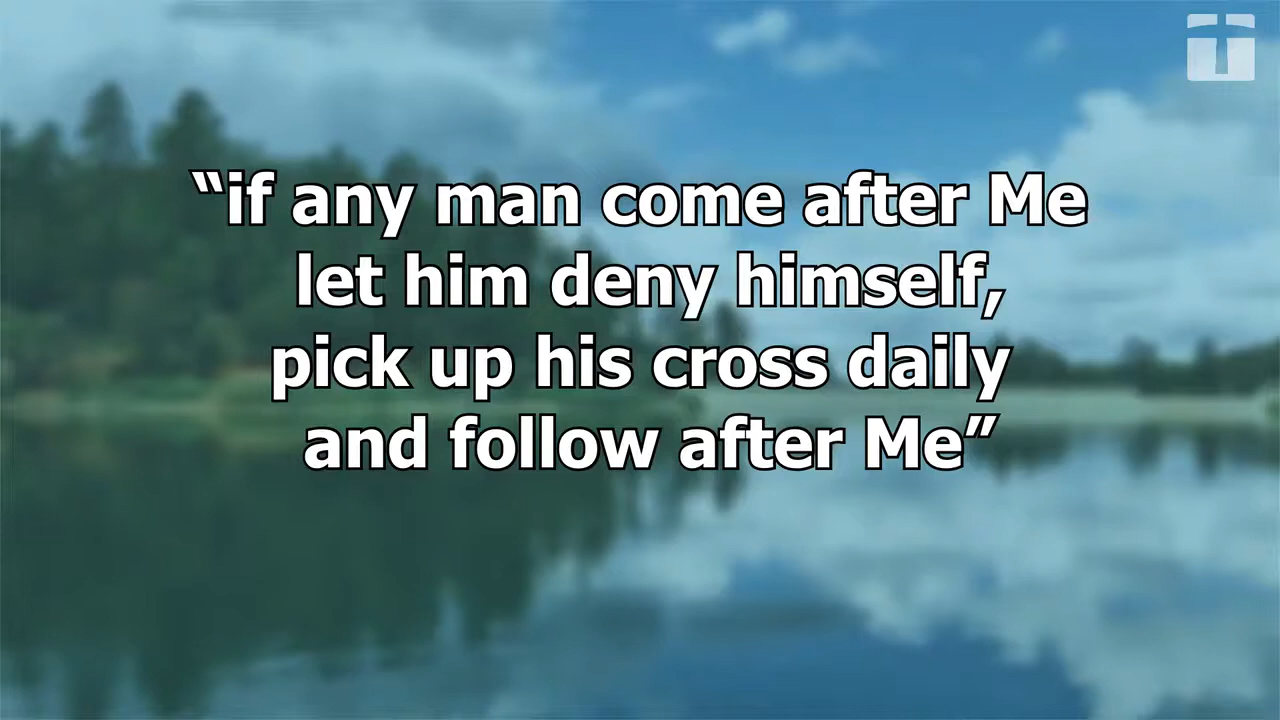 “if any man come after Me
let him deny himself,
pick up his cross daily
and follow after Me”